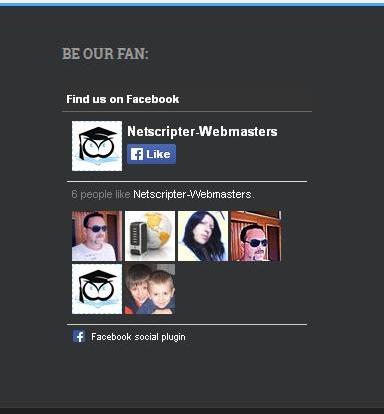 BE OUR FAN:
Find us on Facebook
Netscripter-Webmasters
Like
6 people like Netscripter-Webmasters.
Facebook social plugin